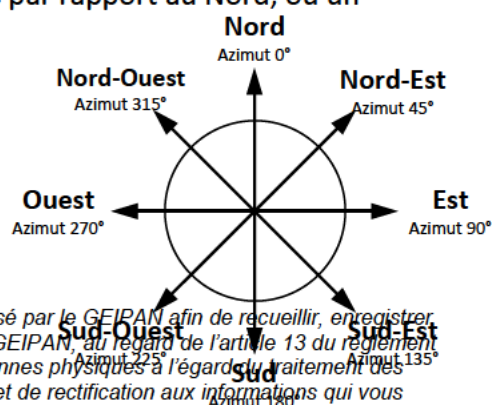 par rapport au Nord, ou un
Nord
Azimut 0°
Nord-Ouest
Azimut 315°
Nord-Est
Azimut 45°
Ouest
Azimut 270°
Est
Azimut 90°
sé par le GEIPAN afin de recueillir, enregistrer
Sud-Ouest
Sud-Est
GEIPAN, au regard de l'article 13 du règlement
Azimut 225°
Azimut 135°
nnes physiques à l'égard du traitement des
Sud
et de rectification aux informations qui vous
Azimut 180°